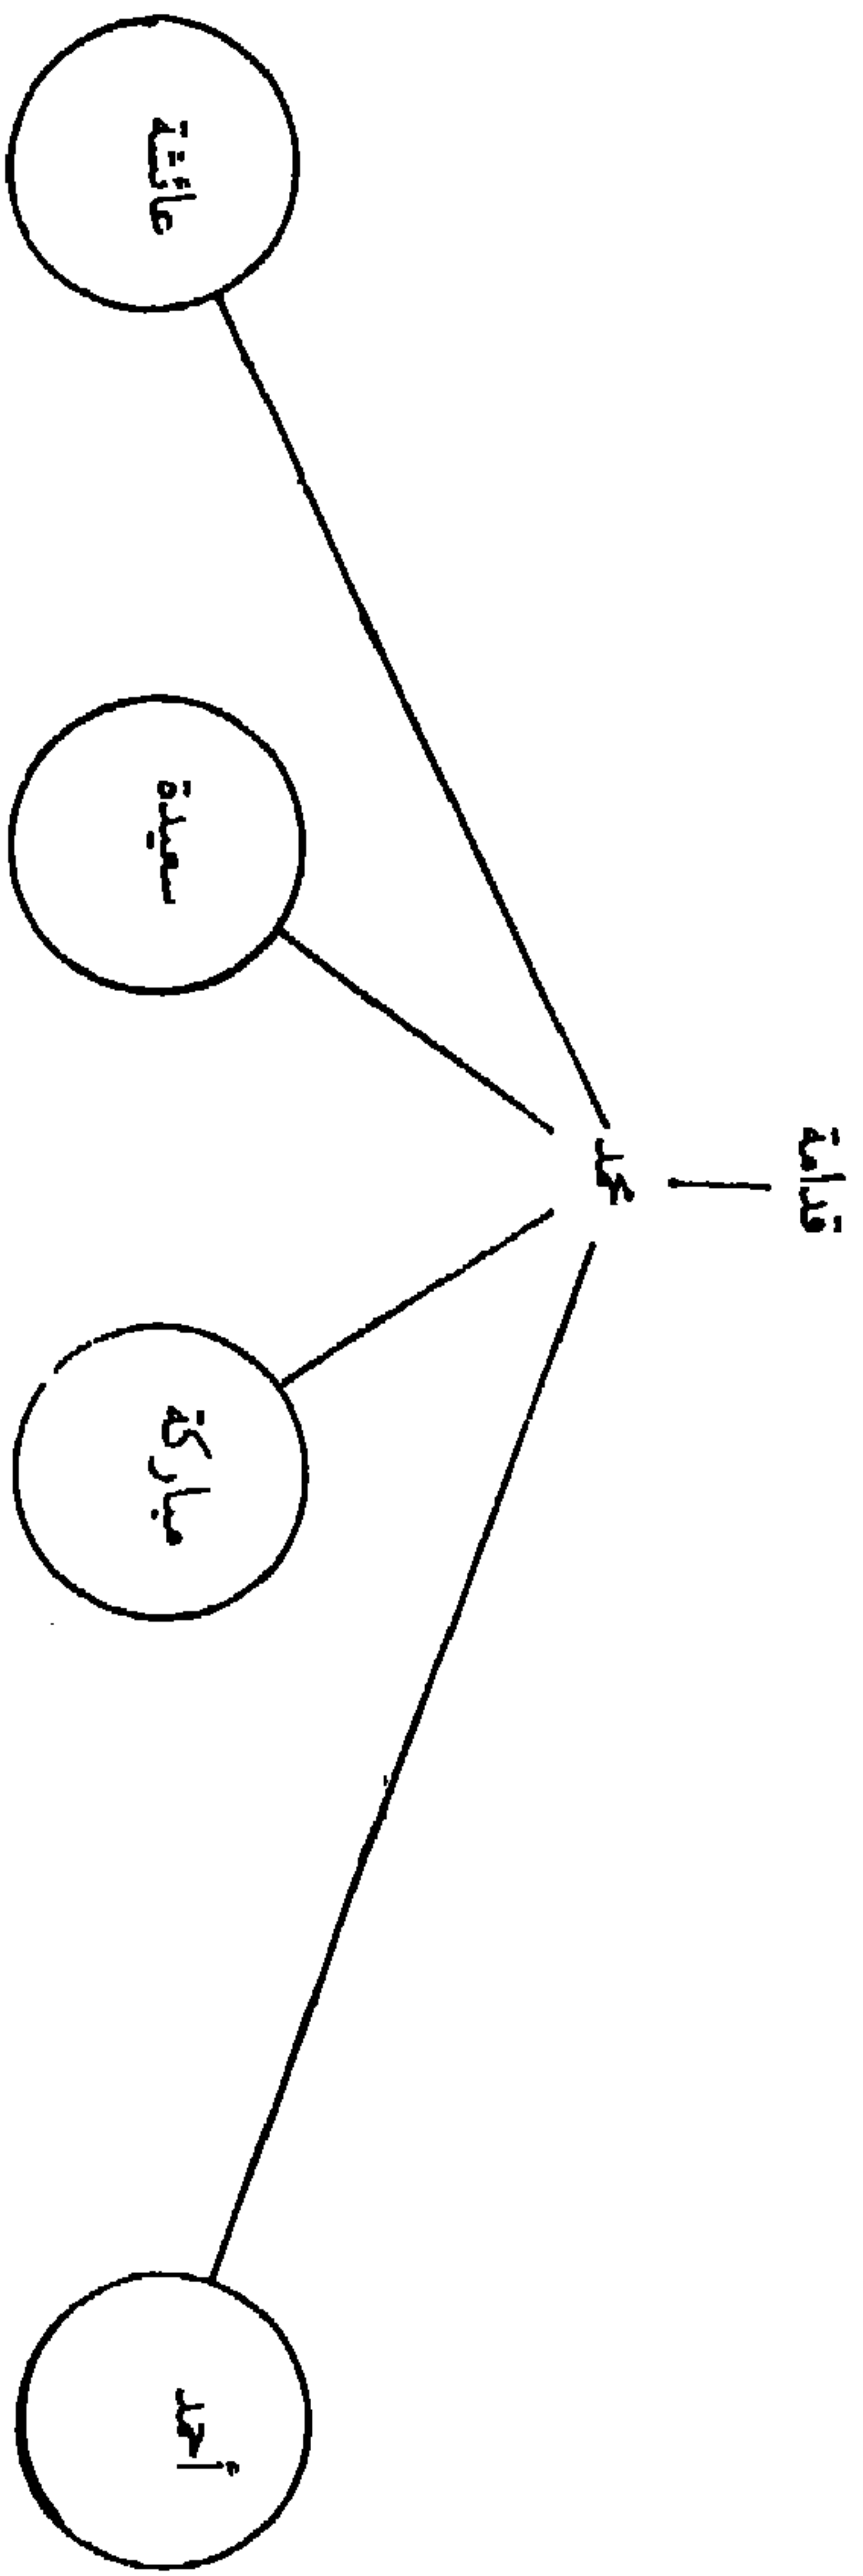 قدامة
محمد
أحمد
مباركة
سعيدة
عائشة